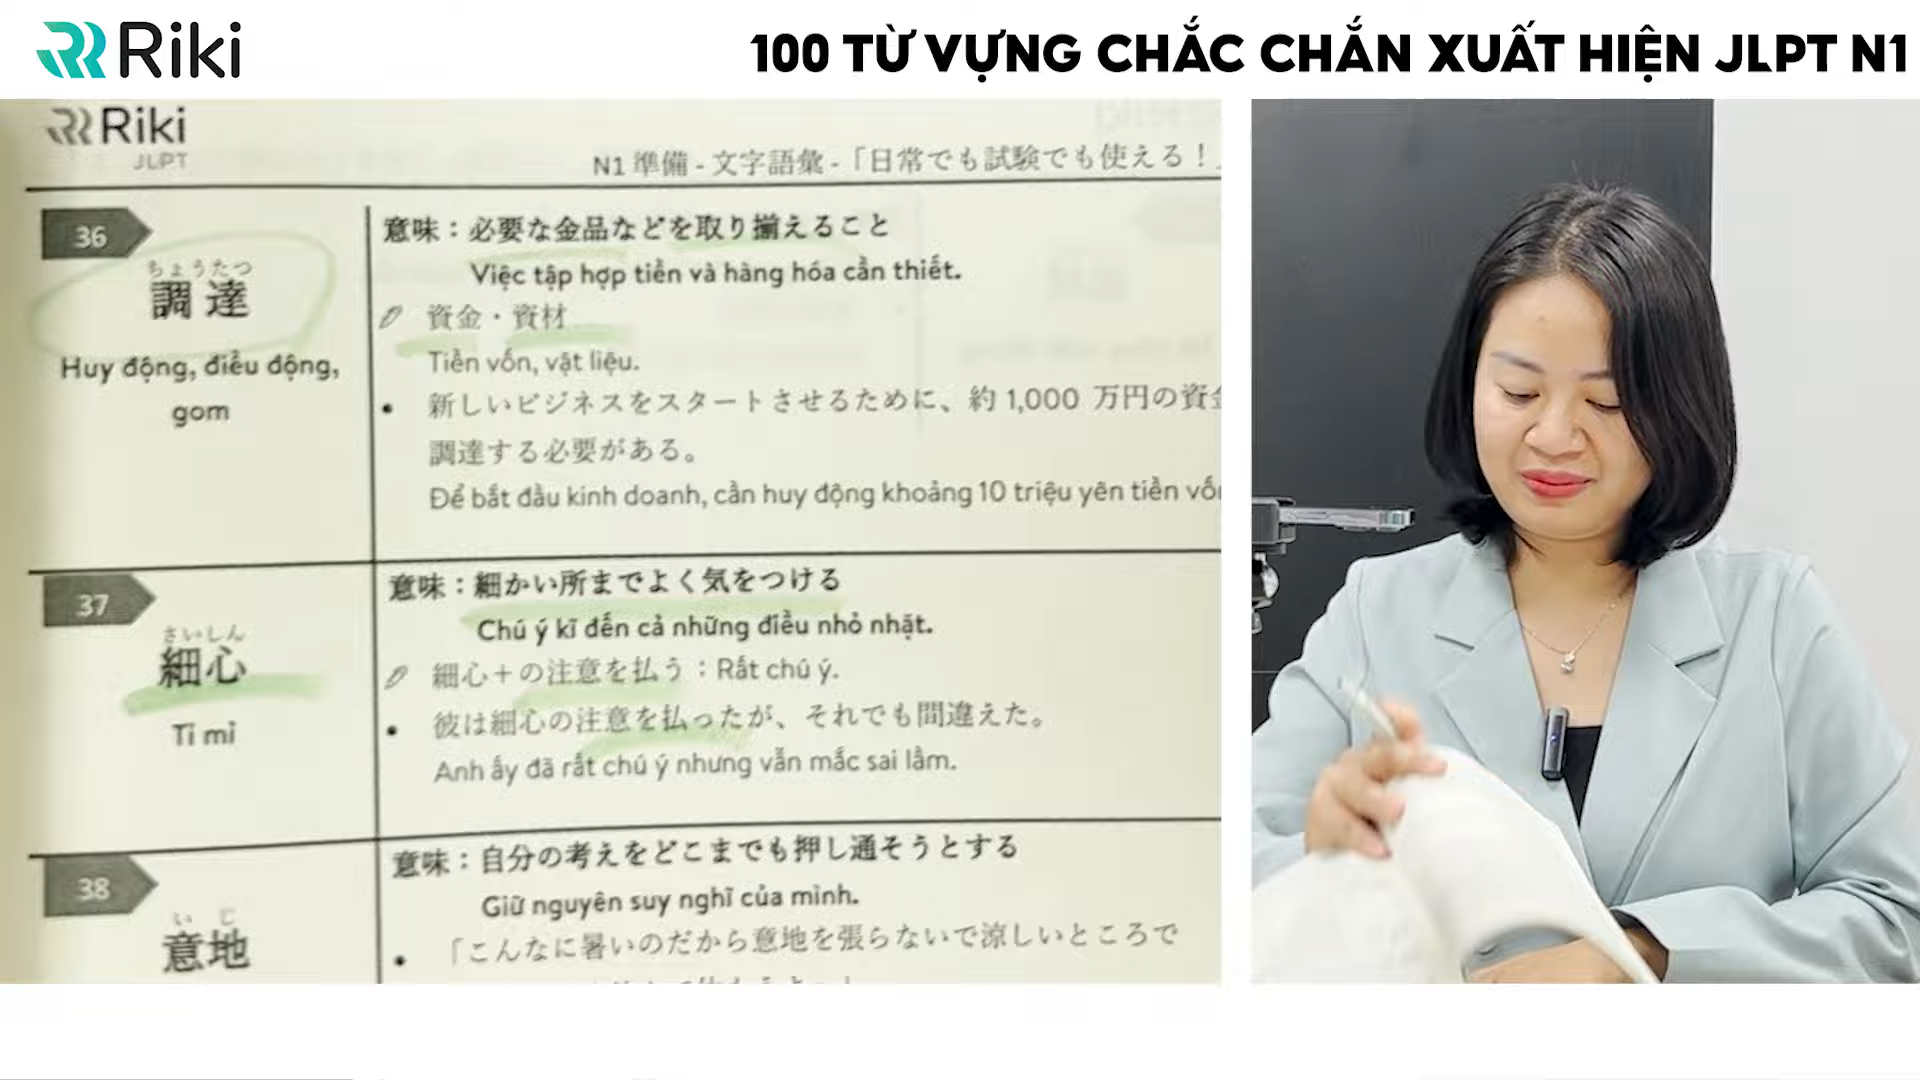 Riki
100 TỪ VỰNG CHẮC CHẮN XUẤT HIỆN JLPT N1
Riki
JLPT
N1 準備 - 文字語彙 -「日常でも試験でも使える！」
36
ちょうたつ
調達
Huy động, điều động,
gom
意味：必要な金品などを取り揃えること
Việc tập hợp tiền và hàng hóa cần thiết.
資金・資材
Tiền vốn, vật liệu.
• 新しいビジネスをスタートさせるために、約 1,000 万円の資金
調達する必要がある。
Để bắt đầu kinh doanh, cần huy động khoảng 10 triệu yên tiền vốn
37
さいしん
細心
Tỉ mỉ
意味：細かい所までよく気をつける
Chú ý kĩ đến cả những điều nhỏ nhặt.
細心＋の注意を払う：Rất chú ý.
• 彼は細心の注意を払ったが、それでも間違えた。
Anh ấy đã rất chú ý nhưng vẫn mắc sai lầm.
38
いじ
意地
意味：自分の考えをどこまでも押し通そうとする
Giữ nguyên suy nghĩ của mình.
• 「こんなに暑いのだから意地を張らないで涼しいところで